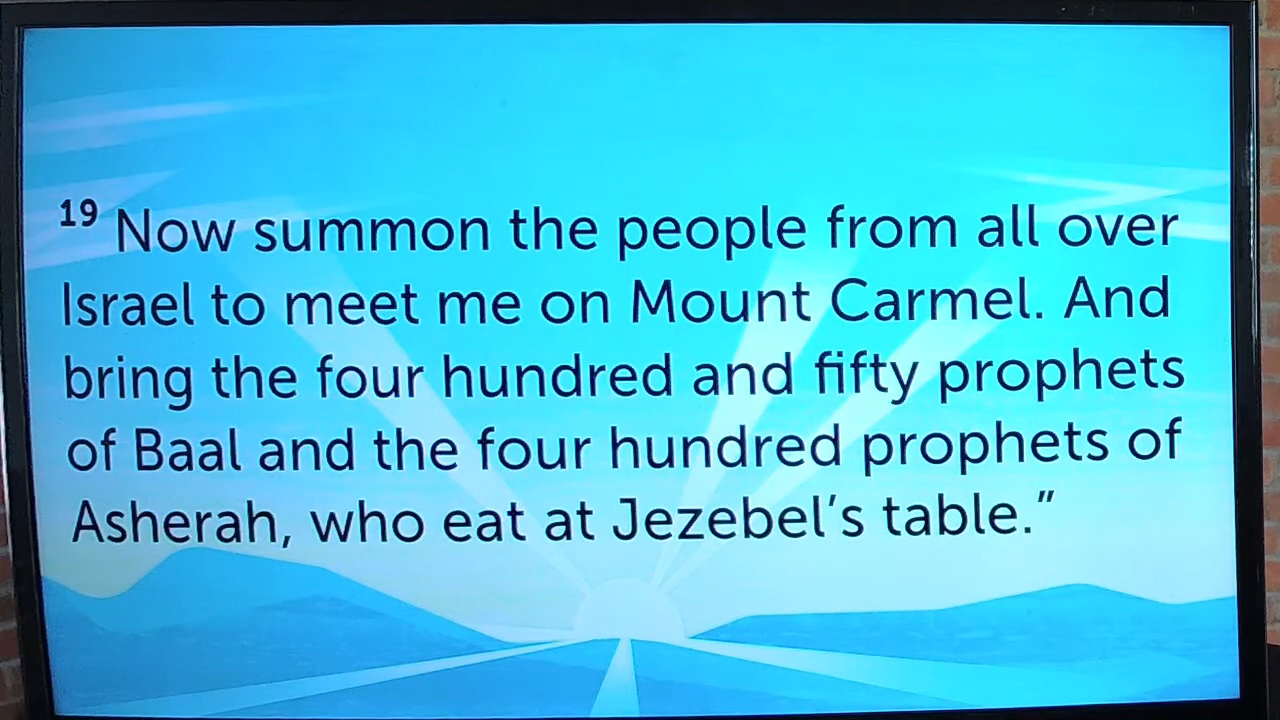 19 Now summon the people from all over
Israel to meet me on Mount Carmel. And
bring the four hundred and fifty prophets
of Baal and the four hundred prophets of
Asherah, who eat at Jezebel’s table.”